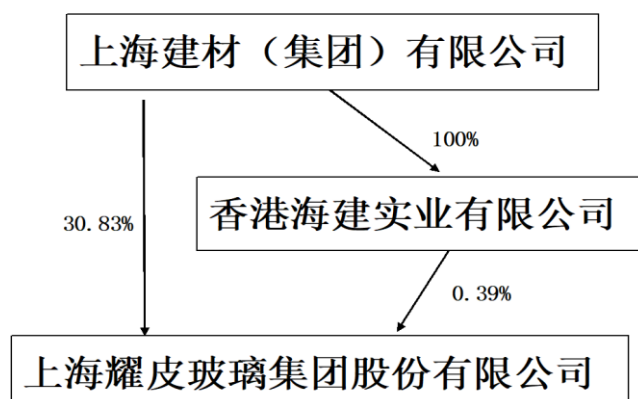 上海建材（集团）有限公司
100%
香港海建实业有限公司
30.83%
0.39%
上海耀皮玻璃集团股份有限公司